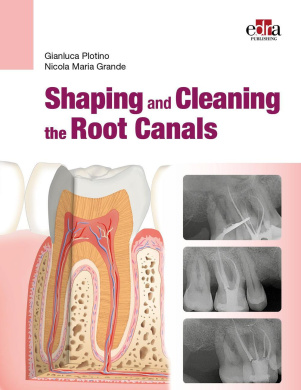 edra
PUBLISHING
Gianluca Plotino
Nicola Maria Grande
Shaping and Cleaning
the Root Canals